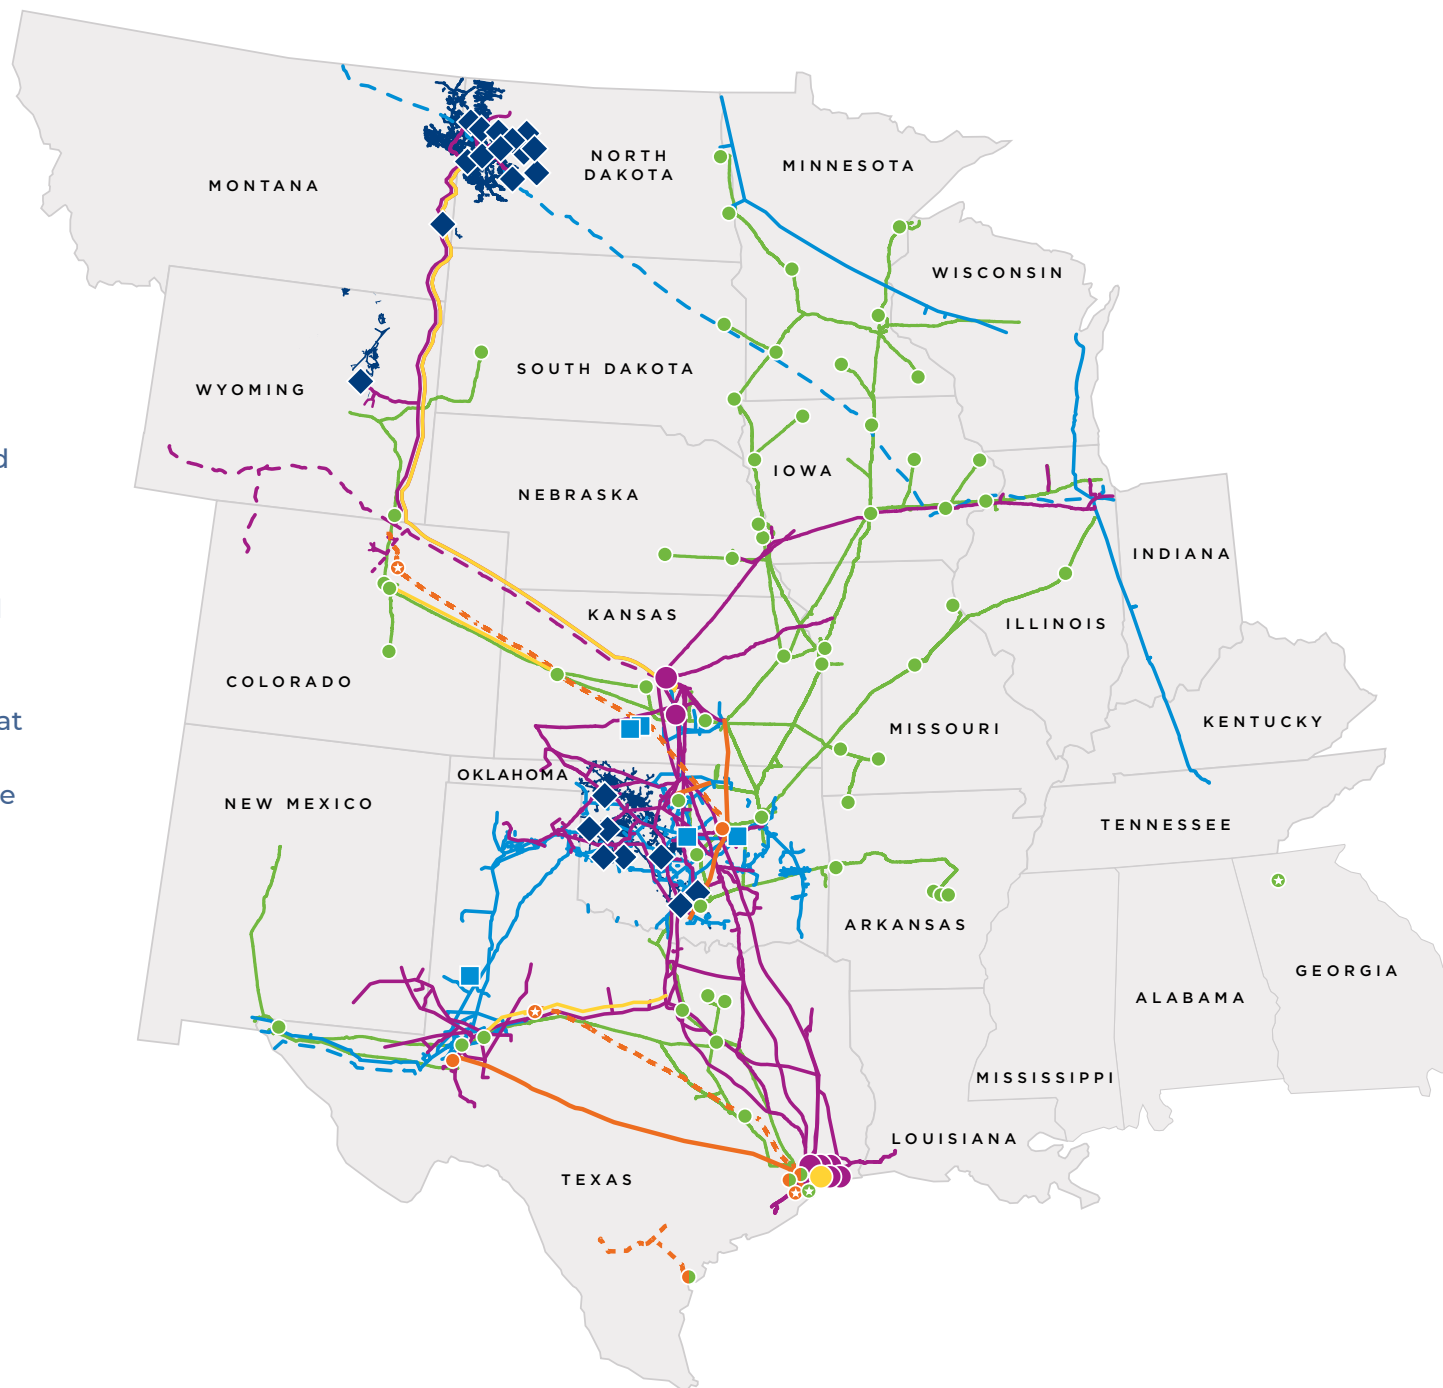 MONTANA
NORTH
DAKOTA
MINNESOTA
WISCONSIN
SOUTH DAKOTA
WYOMING
d
IOWA
NEBRASKA
INDIANA
KANSAS
ILLINOIS
COLORADO
at
MISSOURI
KENTUCKY
OKLAHOMA
e
NEW MEXICO
TENNESSEE
ARKANSAS
GEORGIA
ALABAMA
MISSISSIPPI
LOUISIANA
TEXAS